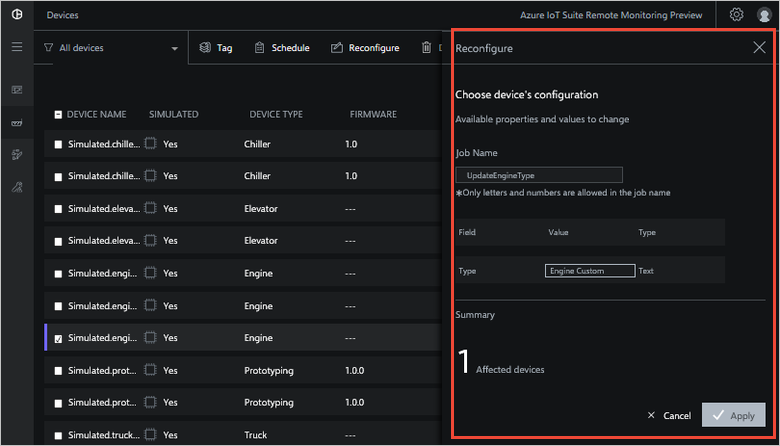 Devices
Azure IoT Suite Remote Monitoring Preview
All devices
Tag
Schedule
Reconfigure
DEVICE NAME SIMULATED DEVICE TYPE FIRMWARE
Simulated.chille... Yes Chiller 1.0
Simulated.chille... Yes Chiller 1.0
Simulated.eleva... Yes Elevator ---
Simulated.eleva... Yes Elevator ---
Simulated.engi... Yes Engine ---
Simulated.engi... Yes Engine ---
Simulated.engi... Yes Engine ---
Simulated.prot... Yes Prototyping 1.0.0
Simulated.prot... Yes Prototyping 1.0.0
Simulated.truck... Yes Truck ---
Reconfigure
Choose device's configuration
Available properties and values to change
Job Name
UpdateEngineType
*Only letters and numbers are allowed in the job name
Field Value Type
Type Engine Custom Text
Summary
1 Affected devices
Cancel
Apply